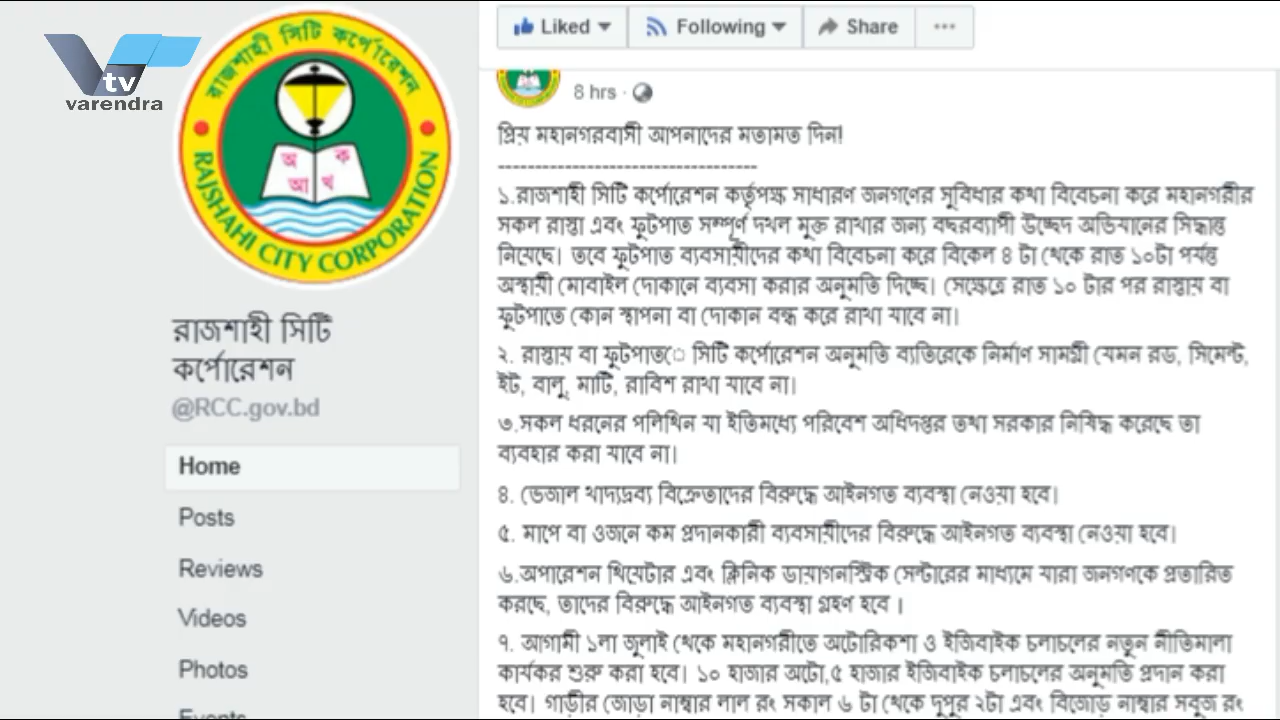 tv
varendra
রাজশাহী সিটি কর্পোরেশন
অ ক
আ খ
RAJSHAHI CITY CORPORATION
রাজশাহী সিটি
কর্পোরেশন
@RCC.gov.bd
Home
Posts
Reviews
Videos
Photos
Events
Liked
Following
Share
8 hrs
প্রিয় মহানগরবাসী আপনাদের মতামত দিন!
-----------------------------------
১.রাজশাহী সিটি কর্পোরেশন কর্তৃপক্ষ সাধারণ জনগণের সুবিধার কথা বিবেচনা করে মহানগরীর
সকল রাস্তা এবং ফুটপাত সম্পূর্ণ দখল মুক্ত রাখার জন্য বছরব্যাপী উচ্ছেদ অভিযানের সিদ্ধান্ত
নিয়েছে। তবে ফুটপাত ব্যবসায়ীদের কথা বিবেচনা করে বিকেল ৪ টা থেকে রাত ১০টা পর্যন্ত
অস্থায়ী মোবাইল দোকানে ব্যবসা করার অনুমতি দিচ্ছে। সেক্ষেত্রে রাত ১০ টার পর রাস্তায় বা
ফুটপাতে কোন স্থাপনা বা দোকান বন্ধ করে রাখা যাবে না।
২. রাস্তায় বা ফুটপাতে সিটি কর্পোরেশন অনুমতি ব্যতিরেকে নির্মাণ সামগ্রী যেমন রড, সিমেন্ট,
ইট, বালু, মাটি, রাবিশ রাখা যাবে না।
৩.সকল ধরনের পলিথিন যা ইতিমধ্যে পরিবেশ অধিদপ্তর তথা সরকার নিষিদ্ধ করেছে তা
ব্যবহার করা যাবে না।
৪. ভেজাল খাদ্যদ্রব্য বিক্রেতাদের বিরুদ্ধে আইনগত ব্যবস্থা নেওয়া হবে।
৫. মাপে বা ওজনে কম প্রদানকারী ব্যবসায়ীদের বিরুদ্ধে আইনগত ব্যবস্থা নেওয়া হবে।
৬.অপারেশন থিয়েটার এবং ক্লিনিক ডায়াগনস্ট্রিক সেন্টারের মাধ্যমে যারা জনগণকে প্রতারিত
করছে, তাদের বিরুদ্ধে আইনগত ব্যবস্থা গ্রহণ হবে ।
৭. আগামী ১লা জুলাই থেকে মহানগরীতে অটোরিকশা ও ইজিবাইক চলাচলের নতুন নীতিমালা
কার্যকর শুরু করা হবে। ১০ হাজার অটো,৫ হাজার ইজিবাইক চলাচলের অনুমতি প্রদান করা
হবে। গাড়ীর জোড়া নাম্বার লাল রং সকাল ৬ টা থেকে দুপুর ২টা এবং বিজোড় নাম্বার সবুজ রং